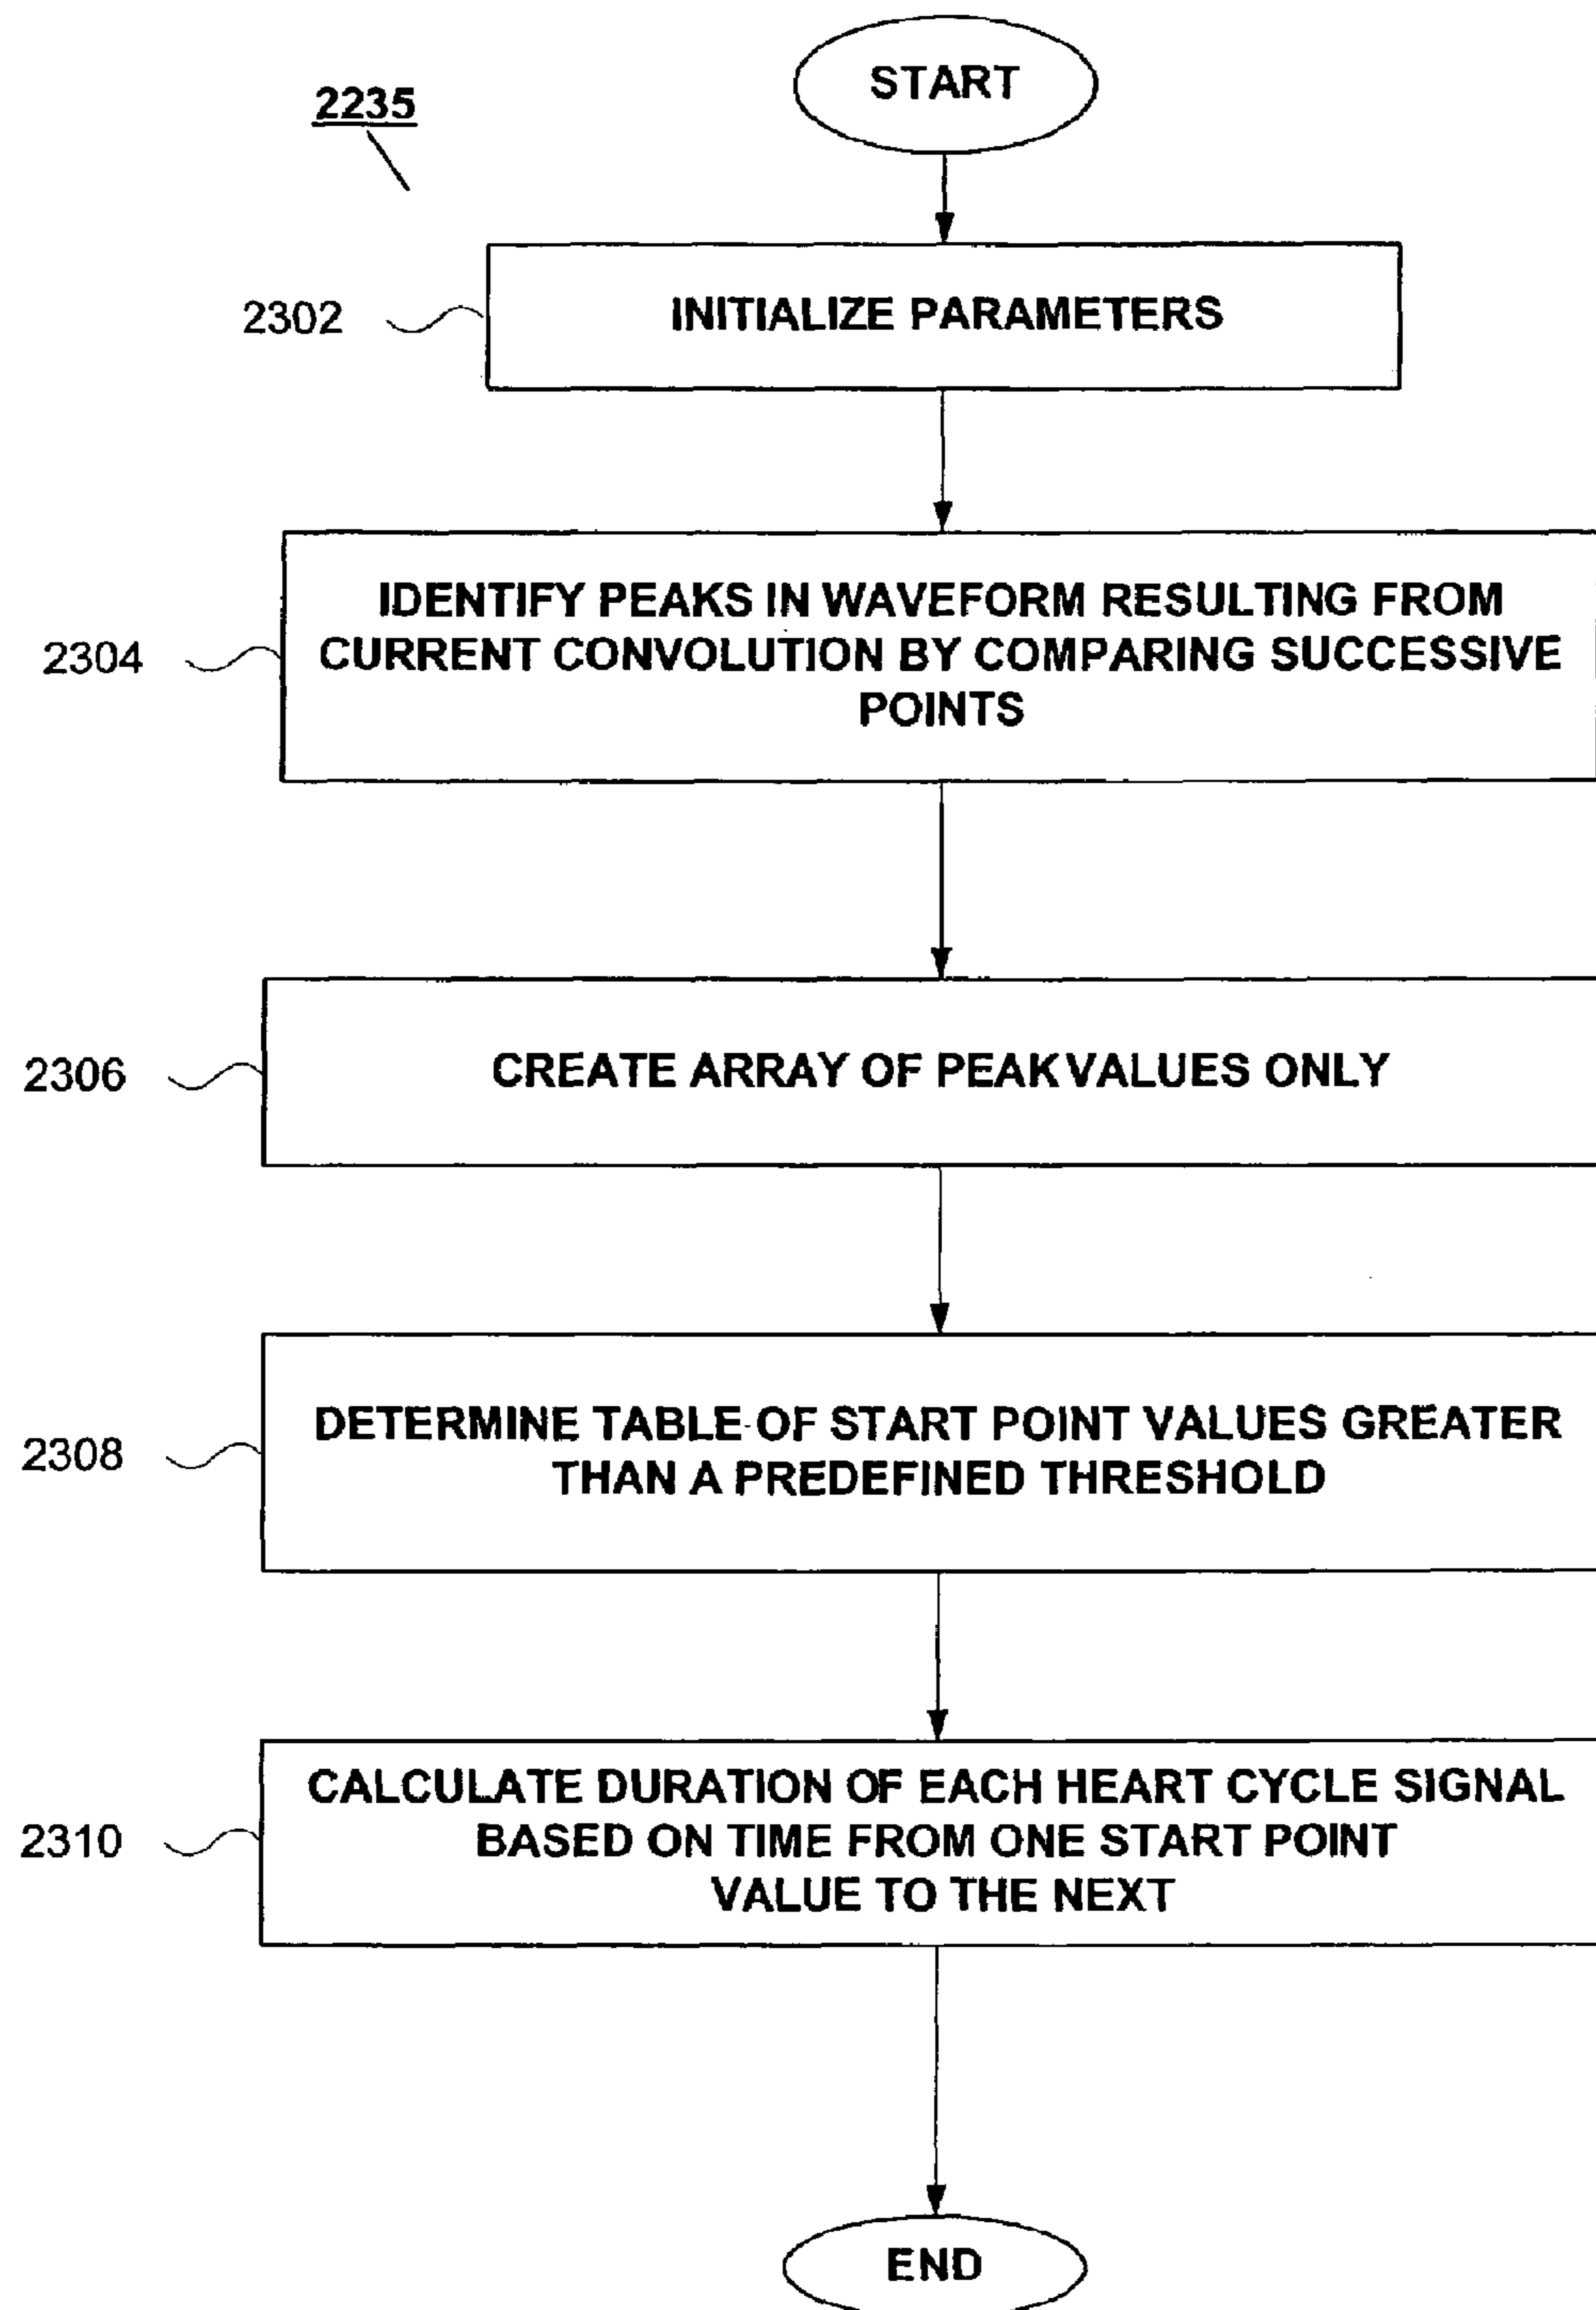 START
2235
2302
INITIALIZE PARAMETERS
2304
IDENTIFY PEAKS IN WAVEFORM RESULTING FROM
CURRENT CONVOLUTION BY COMPARING SUCCESSIVE
POINTS
2306
CREATE ARRAY OF PEAK VALUES ONLY
2308
DETERMINE TABLE OF START POINT VALUES GREATER
THAN A PREDEFINED THRESHOLD
2310
CALCULATE DURATION OF EACH HEART CYCLE SIGNAL
BASED ON TIME FROM ONE START POINT
VALUE TO THE NEXT
END